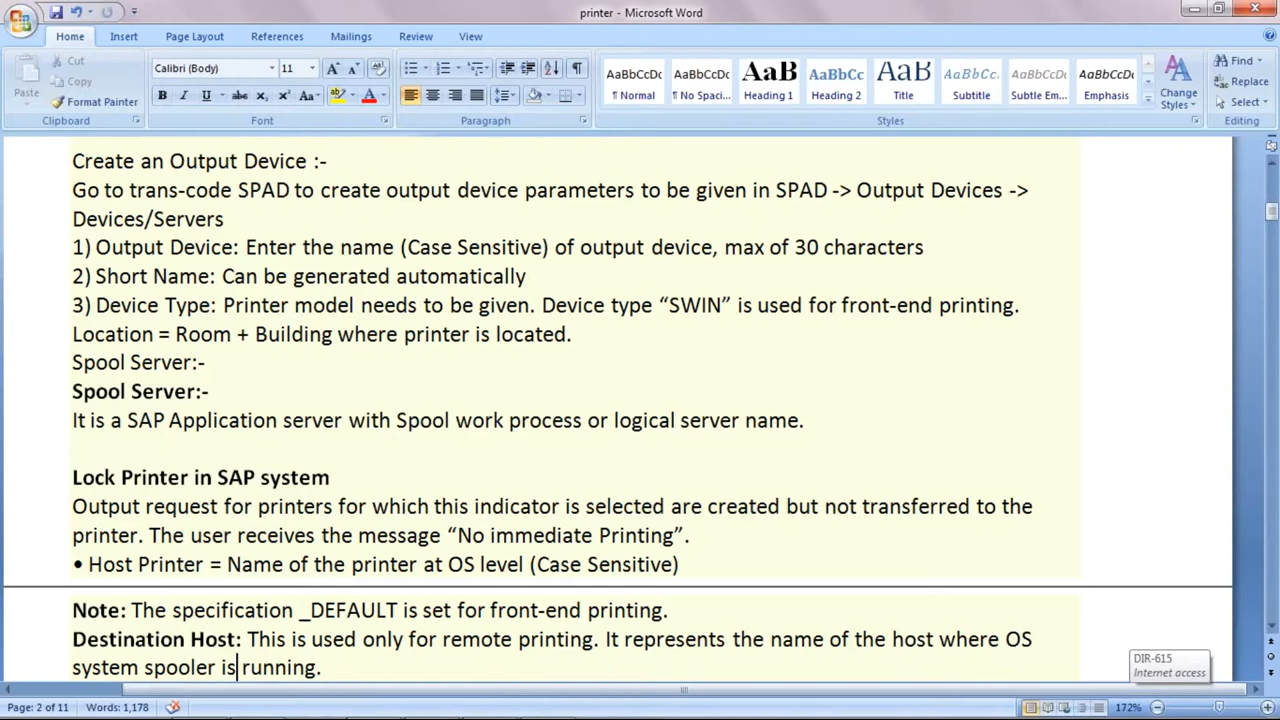 printer - Microsoft Word
Home Insert Page Layout References Mailings Review View
Cut
Copy
Format Painter
Paste
Clipboard
Calibri (Body) 11
Font
Paragraph
AaBbCcDc AaBbCcDc AaB AaBbCc AaB AaBbCc. AaBbCcDc AaBbCcDc
¶ Normal ¶ No Spaci... Heading 1 Heading 2 Title Subtitle Subtle Em... Emphasis
Change Styles
Styles
Find
Replace
Select
Editing
Create an Output Device :-
Go to trans-code SPAD to create output device parameters to be given in SPAD -> Output Devices ->
Devices/Servers
1) Output Device: Enter the name (Case Sensitive) of output device, max of 30 characters
2) Short Name: Can be generated automatically
3) Device Type: Printer model needs to be given. Device type “SWIN” is used for front-end printing.
Location = Room + Building where printer is located.
Spool Server:-
Spool Server:-
It is a SAP Application server with Spool work process or logical server name.
Lock Printer in SAP system
Output request for printers for which this indicator is selected are created but not transferred to the
printer. The user receives the message “No immediate Printing”.
• Host Printer = Name of the printer at OS level (Case Sensitive)
Note: The specification _DEFAULT is set for front-end printing.
Destination Host: This is used only for remote printing. It represents the name of the host where OS
system spooler is running.
DIR-615
Internet access
Page: 2 of 11 Words: 1,178 172%